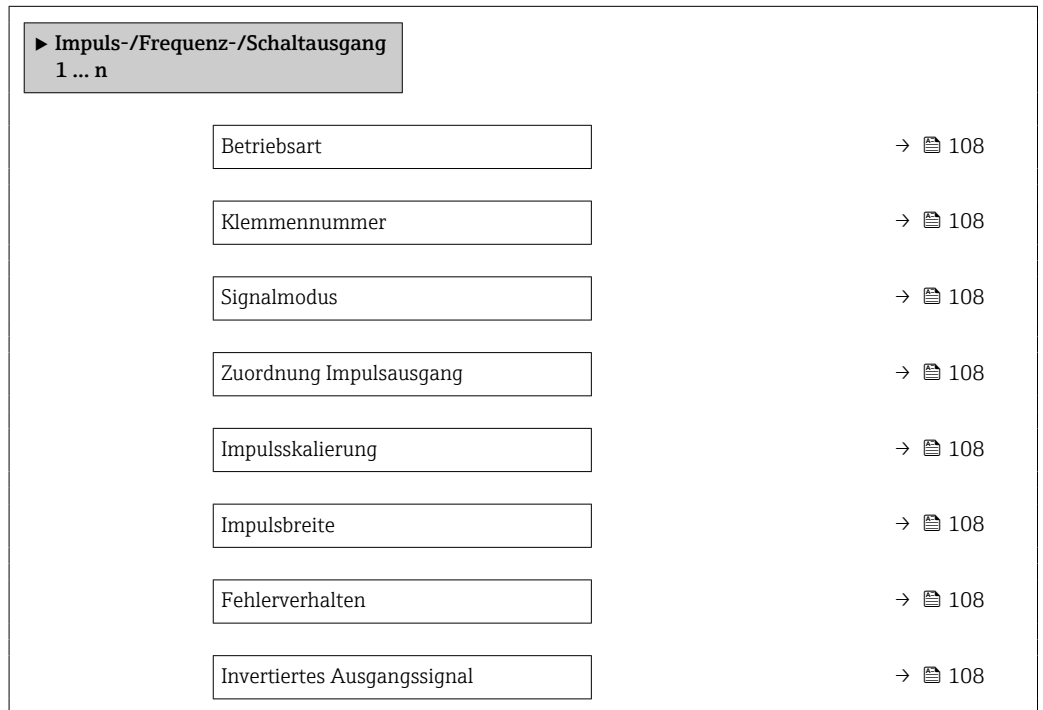 ► Impuls-/Frequenz-/Schaltausgang
1 ... n
Betriebsart → 108
Klemmennummer → 108
Signalmodus → 108
Zuordnung Impulsausgang → 108
Impulsskalierung → 108
Impulsbreite → 108
Fehlerverhalten → 108
Invertiertes Ausgangssignal → 108